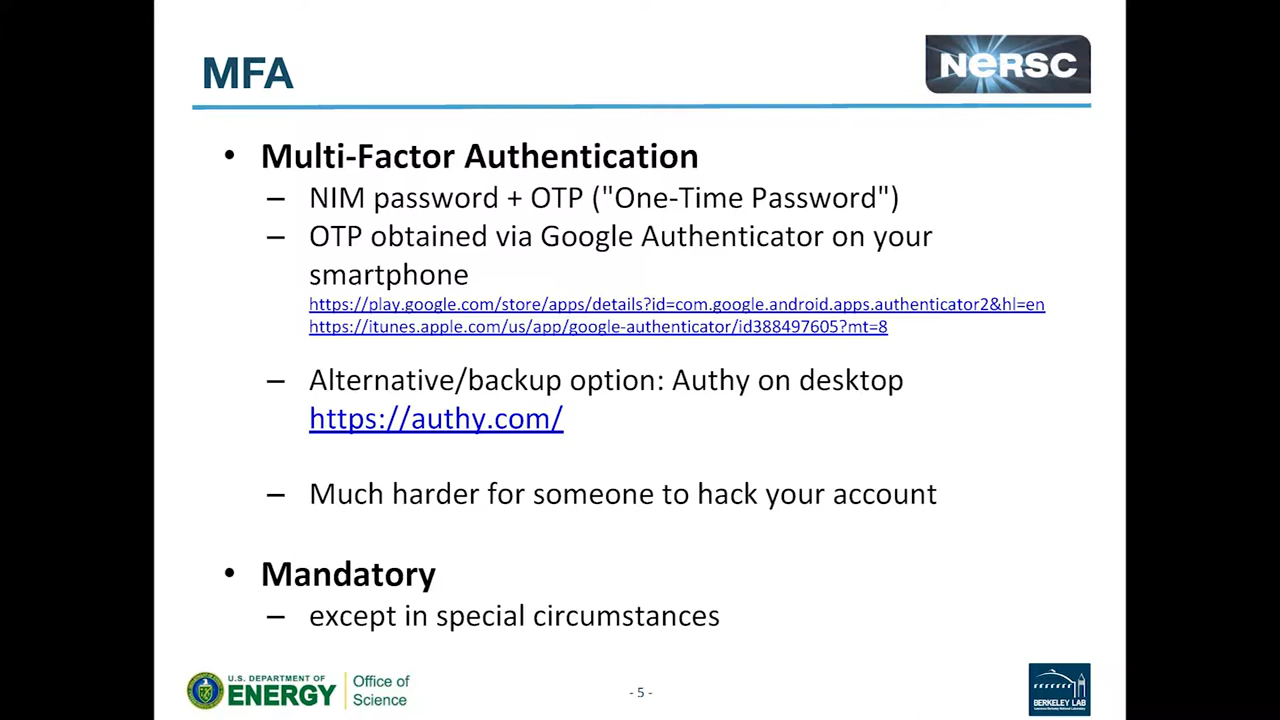 MFA
NERSC
• Multi-Factor Authentication
– NIM password + OTP ("One-Time Password")
– OTP obtained via Google Authenticator on your
smartphone
https://play.google.com/store/apps/details?id=com.google.android.apps.authenticator2&hl=en
https://itunes.apple.com/us/app/google-authenticator/id388497605?mt=8
– Alternative/backup option: Authy on desktop
https://authy.com/
– Much harder for someone to hack your account
• Mandatory
– except in special circumstances
U.S. DEPARTMENT OF
ENERGY
Office of
Science
- 5 -
BERKELEY LAB